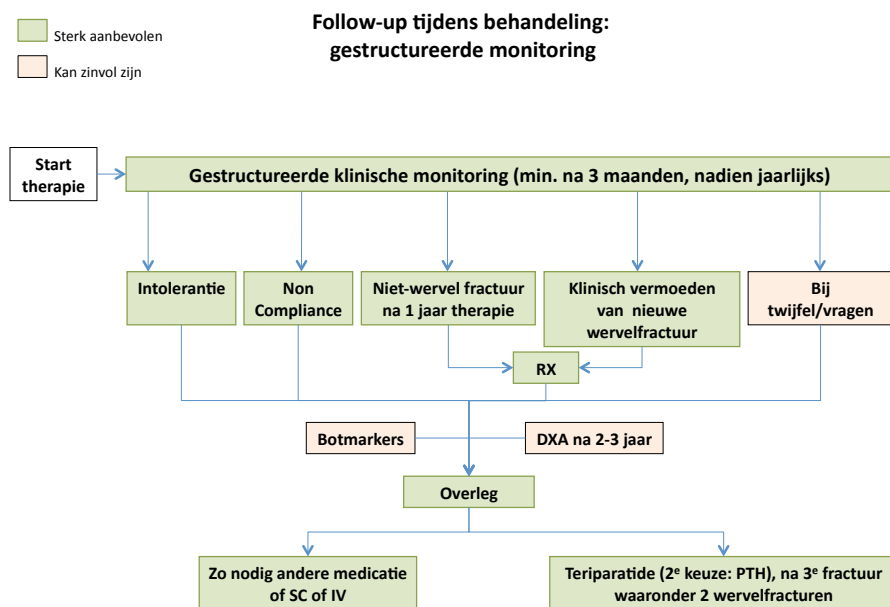 Follow-up tijdens behandeling:
gestructureerde monitoring
Sterk aanbevolen
Kan zinvol zijn
Start
therapie
Gestructureerde klinische monitoring (min. na 3 maanden, nadien jaarlijks)
Intolerantie
Non
Compliance
Niet-wervel fractuur
na 1 jaar therapie
Klinisch vermoeden
van nieuwe
wervelfractuur
Bij
twijfel/vragen
RX
Botmarkers
DXA na 2-3 jaar
Overleg
Zo nodig andere medicatie
of SC of IV
Teriparatide (2e keuze: PTH), na 3e fractuur
waaronder 2 wervelfracturen